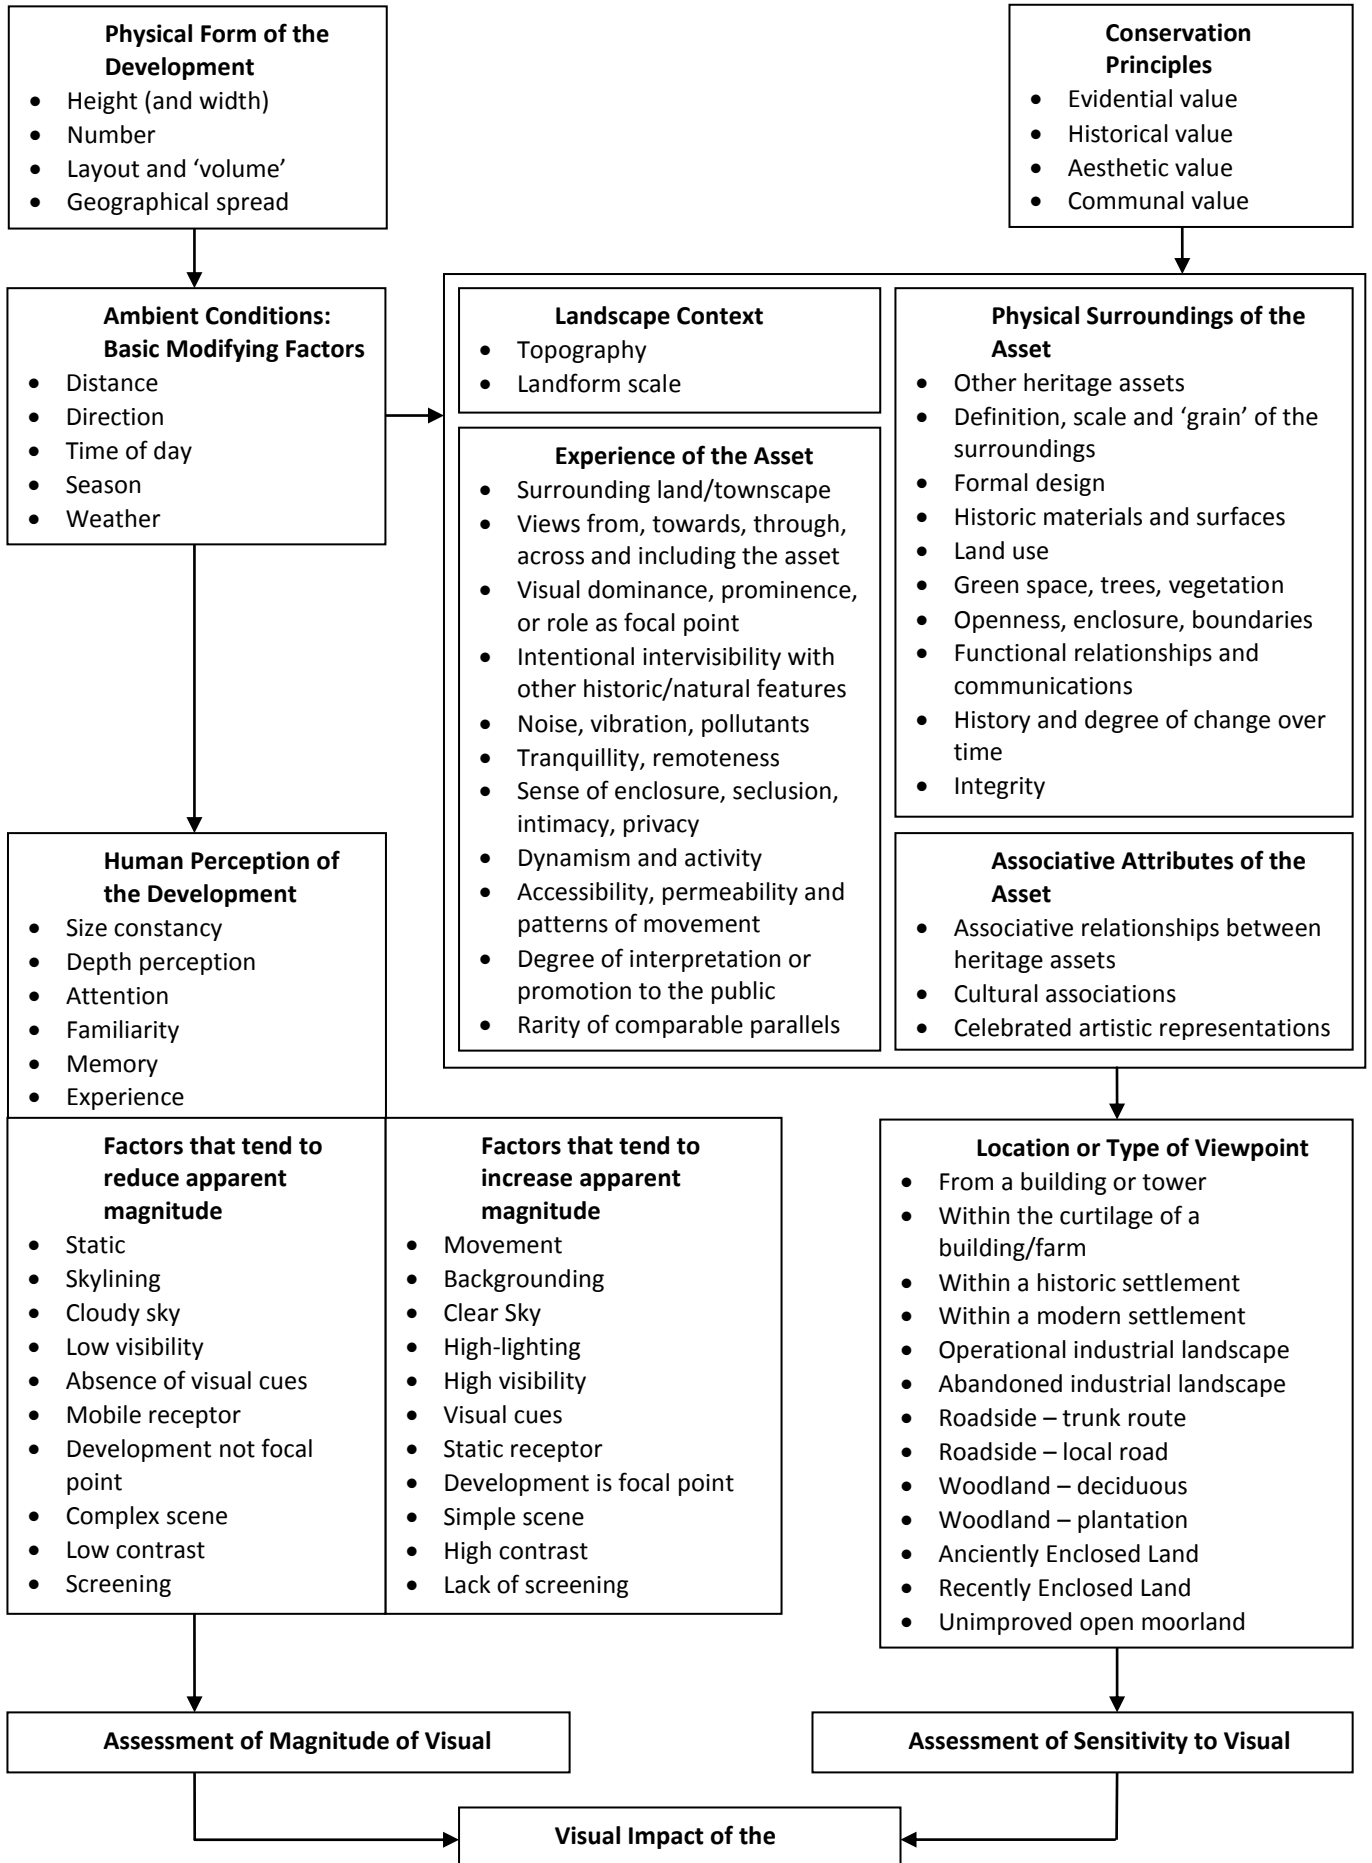 Physical Form of the
Development
• Height (and width)
• Number
• Layout and ‘volume’
• Geographical spread
Conservation
Principles
• Evidential value
• Historical value
• Aesthetic value
• Communal value
Ambient Conditions:
Basic Modifying Factors
• Distance
• Direction
• Time of day
• Season
• Weather
Landscape Context
• Topography
• Landform scale
Experience of the Asset
• Surrounding land/townscape
• Views from, towards, through,
across and including the asset
• Visual dominance, prominence,
or role as focal point
• Intentional intervisibility with
other historic/natural features
• Noise, vibration, pollutants
• Tranquillity, remoteness
• Sense of enclosure, seclusion,
intimacy, privacy
• Dynamism and activity
• Accessibility, permeability and
patterns of movement
• Degree of interpretation or
promotion to the public
• Rarity of comparable parallels
Physical Surroundings of the
Asset
• Other heritage assets
• Definition, scale and ‘grain’ of the
surroundings
• Formal design
• Historic materials and surfaces
• Land use
• Green space, trees, vegetation
• Openness, enclosure, boundaries
• Functional relationships and
communications
• History and degree of change over
time
• Integrity
Associative Attributes of the
Asset
• Associative relationships between
heritage assets
• Cultural associations
• Celebrated artistic representations
Human Perception of
the Development
• Size constancy
• Depth perception
• Attention
• Familiarity
• Memory
• Experience
Factors that tend to
reduce apparent
magnitude
• Static
• Skylining
• Cloudy sky
• Low visibility
• Absence of visual cues
• Mobile receptor
• Development not focal
point
• Complex scene
• Low contrast
• Screening
Factors that tend to
increase apparent
magnitude
• Movement
• Backgrounding
• Clear Sky
• High-lighting
• High visibility
• Visual cues
• Static receptor
• Development is focal point
• Simple scene
• High contrast
• Lack of screening
Location or Type of Viewpoint
• From a building or tower
• Within the curtilage of a
building/farm
• Within a historic settlement
• Within a modern settlement
• Operational industrial landscape
• Abandoned industrial landscape
• Roadside – trunk route
• Roadside – local road
• Woodland – deciduous
• Woodland – plantation
• Anciently Enclosed Land
• Recently Enclosed Land
• Unimproved open moorland
Assessment of Magnitude of Visual
Assessment of Sensitivity to Visual
Visual Impact of the